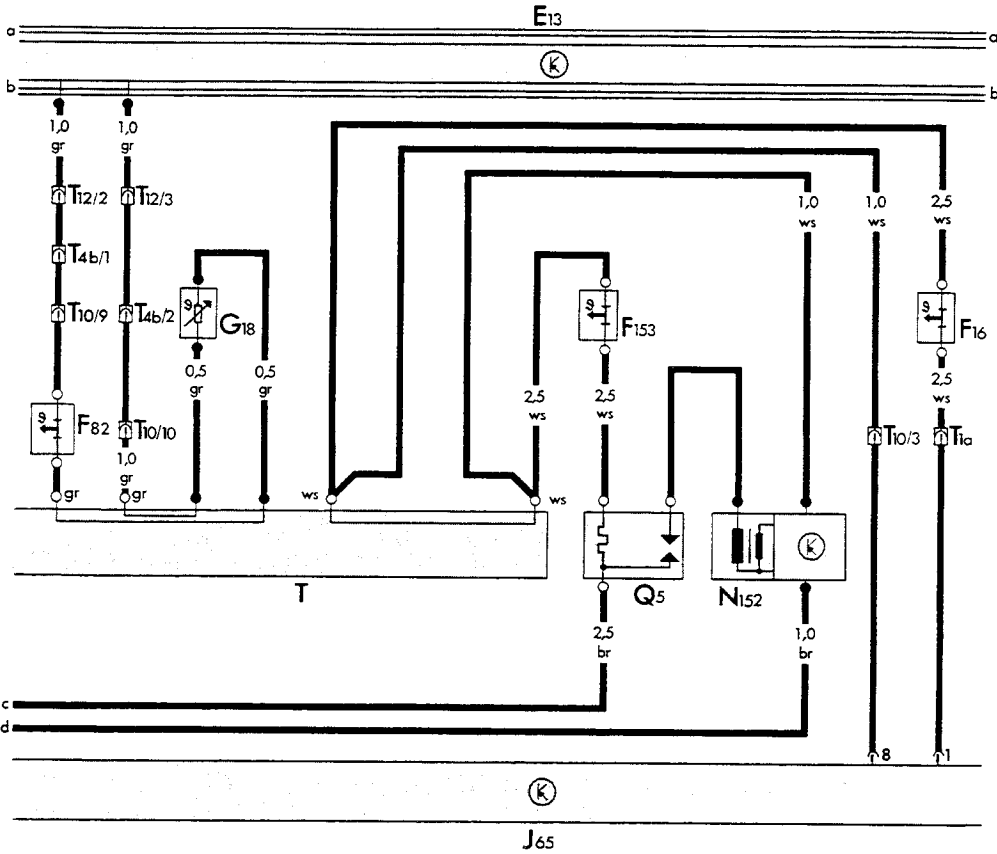 E13
a a
K
b b
1,0 1,0
gr gr
T12/2 T12/3
1,0 1,0 2,5
ws ws ws
T4b/1
T10/9 T4b/2 G18 F153 F16
0,5 0,5
gr gr
2,5 2,5 2,5
ws ws ws
F82 T10/10 T10/3 T1a
1,0
gr
gr gr ws ws
K
T Q5 N152
2,5 1,0
br br
c
d
8 1
K
J65